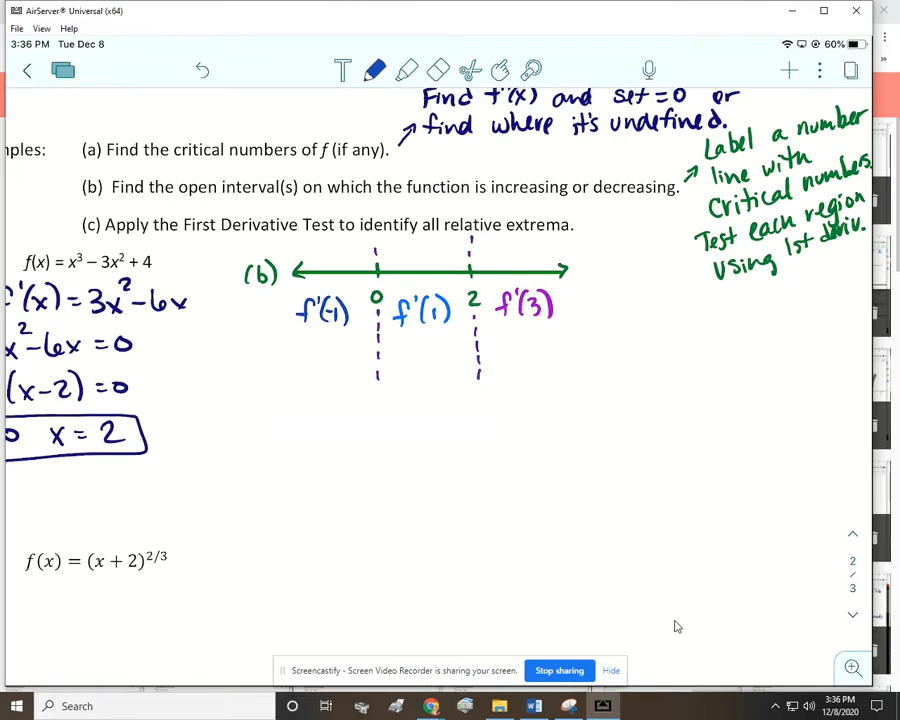 AirServer® Universal (x64)
File View Help
3:36 PM Tue Dec 8
60%
T
Find f'(x) and set = 0 or
find where it's undefined.
Label a number
line with
Critical numbers.
Test each region
using 1st deriv.
nples: (a) Find the critical numbers of f (if any).
(b) Find the open interval(s) on which the function is increasing or decreasing.
(c) Apply the First Derivative Test to identify all relative extrema.
f(x) = x³ – 3x² + 4
f'(x) = 3x² - 6x
x² - 6x = 0
(x - 2) = 0
0 x = 2
(b)
0 2
f'(-1) f'(1) f'(3)
f(x) = (x + 2)^2/3
2
/
3
Screencastify - Screen Video Recorder is sharing your screen. Stop sharing Hide
Search
3:36 PM
12/8/2020